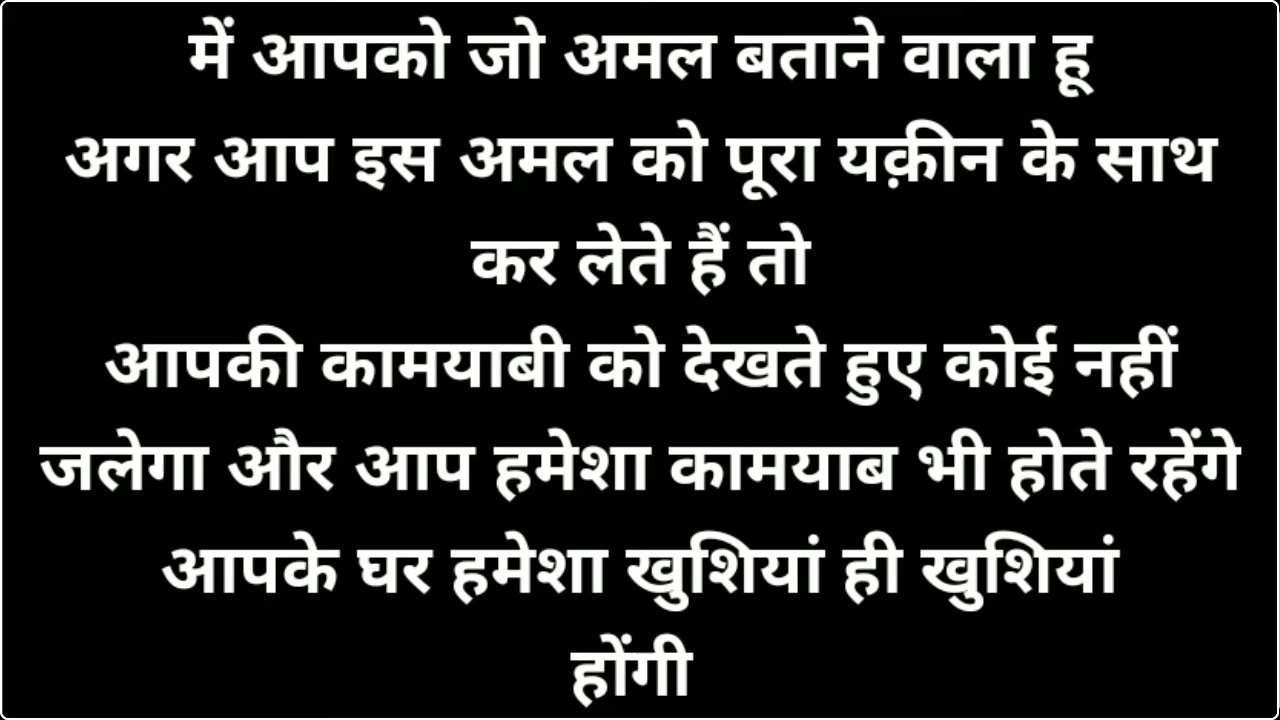 में आपको जो अमल बताने वाला हू
अगर आप इस अमल को पूरा यक़ीन के साथ
कर लेते हैं तो
आपकी कामयाबी को देखते हुए कोई नहीं
जलेगा और आप हमेशा कामयाब भी होते रहेंगे
आपके घर हमेशा खुशियां ही खुशियां
होंगी